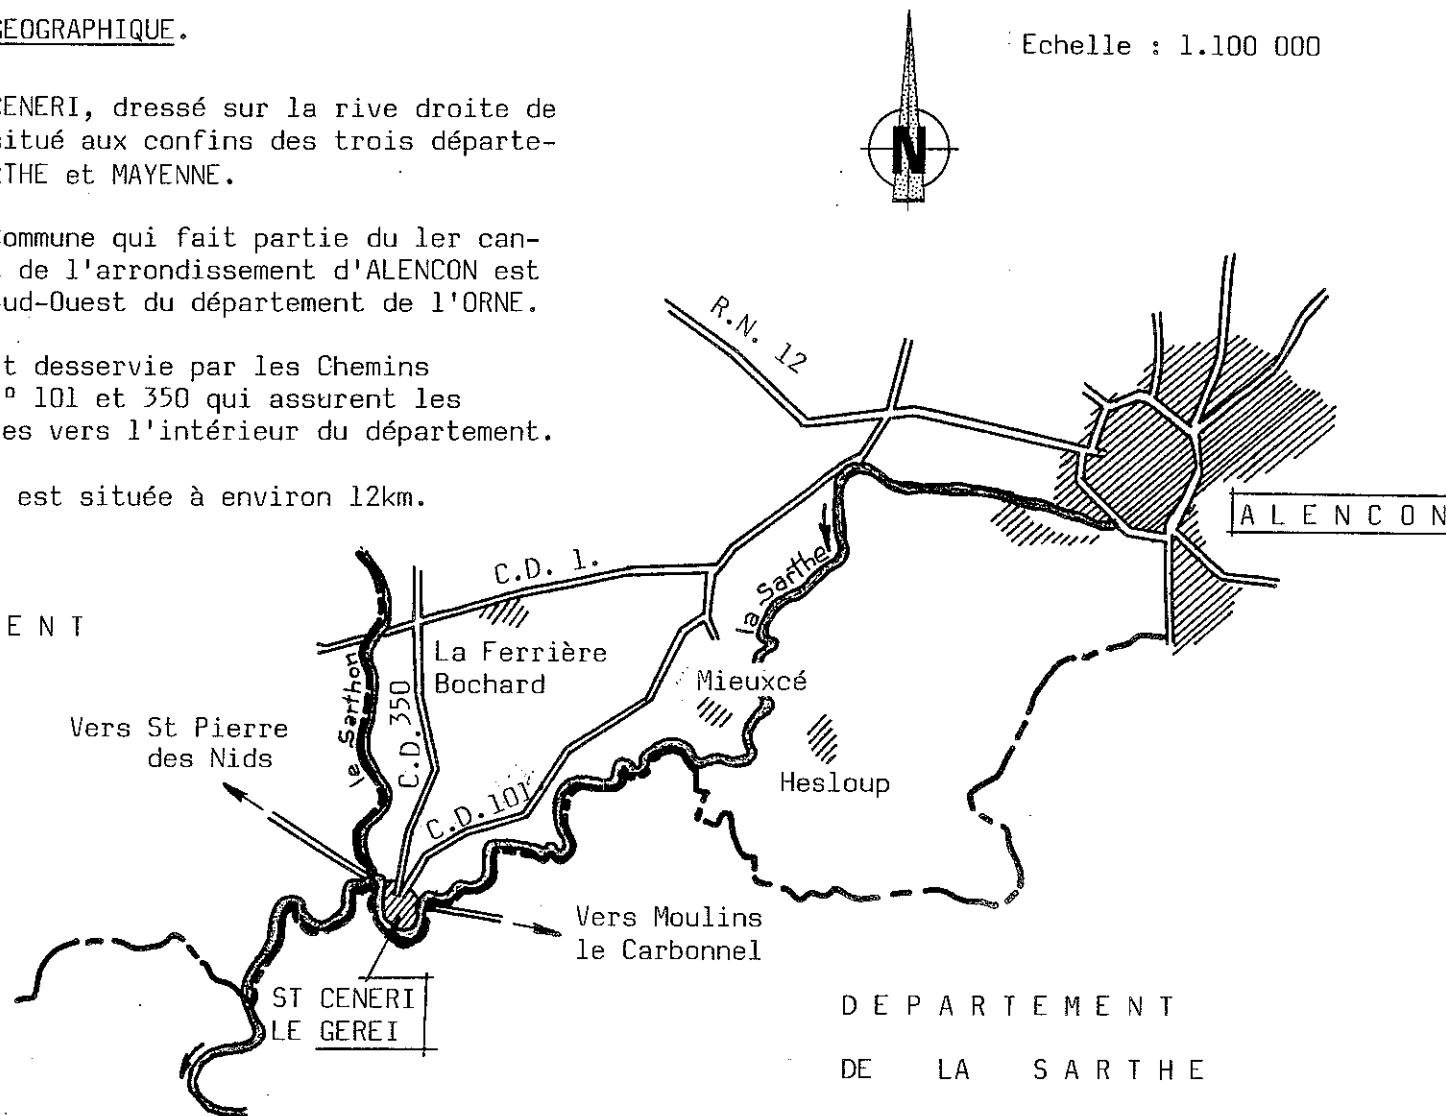 GEOGRAPHIQUE.
CENERI, dressé sur la rive droite de
situé aux confins des trois départe-
RTHE et MAYENNE.
Commune qui fait partie du 1er can-
de l'arrondissement d'ALENCON est
ud-Ouest du département de l'ORNE.
t desservie par les Chemins
n° 101 et 350 qui assurent les
es vers l'intérieur du département.
est située à environ 12km.
Echelle : 1.100 000
N
R.N. 12
ALENCON
C.D. 1.
la Sarthe
ENT
La Ferrière
Bochard
le Sarthon
C.D. 350
Mieuxcé
Vers St Pierre
des Nids
Hesloup
C.D. 101
Vers Moulins
le Carbonnel
ST CENERI
LE GEREI
DEPARTEMENT
DE LA SARTHE